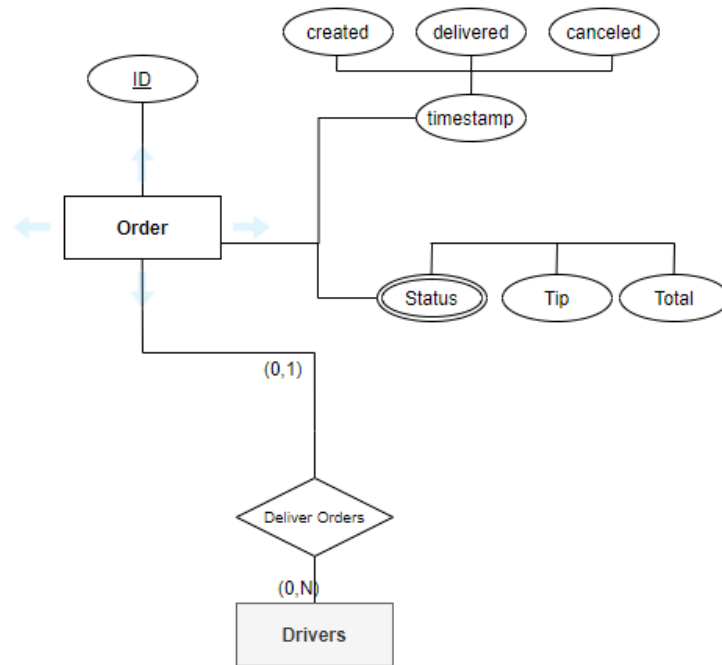 created
delivered
canceled
ID
timestamp
Order
Status
Tip
Total
(0,1)
Deliver Orders
(0,N)
Drivers